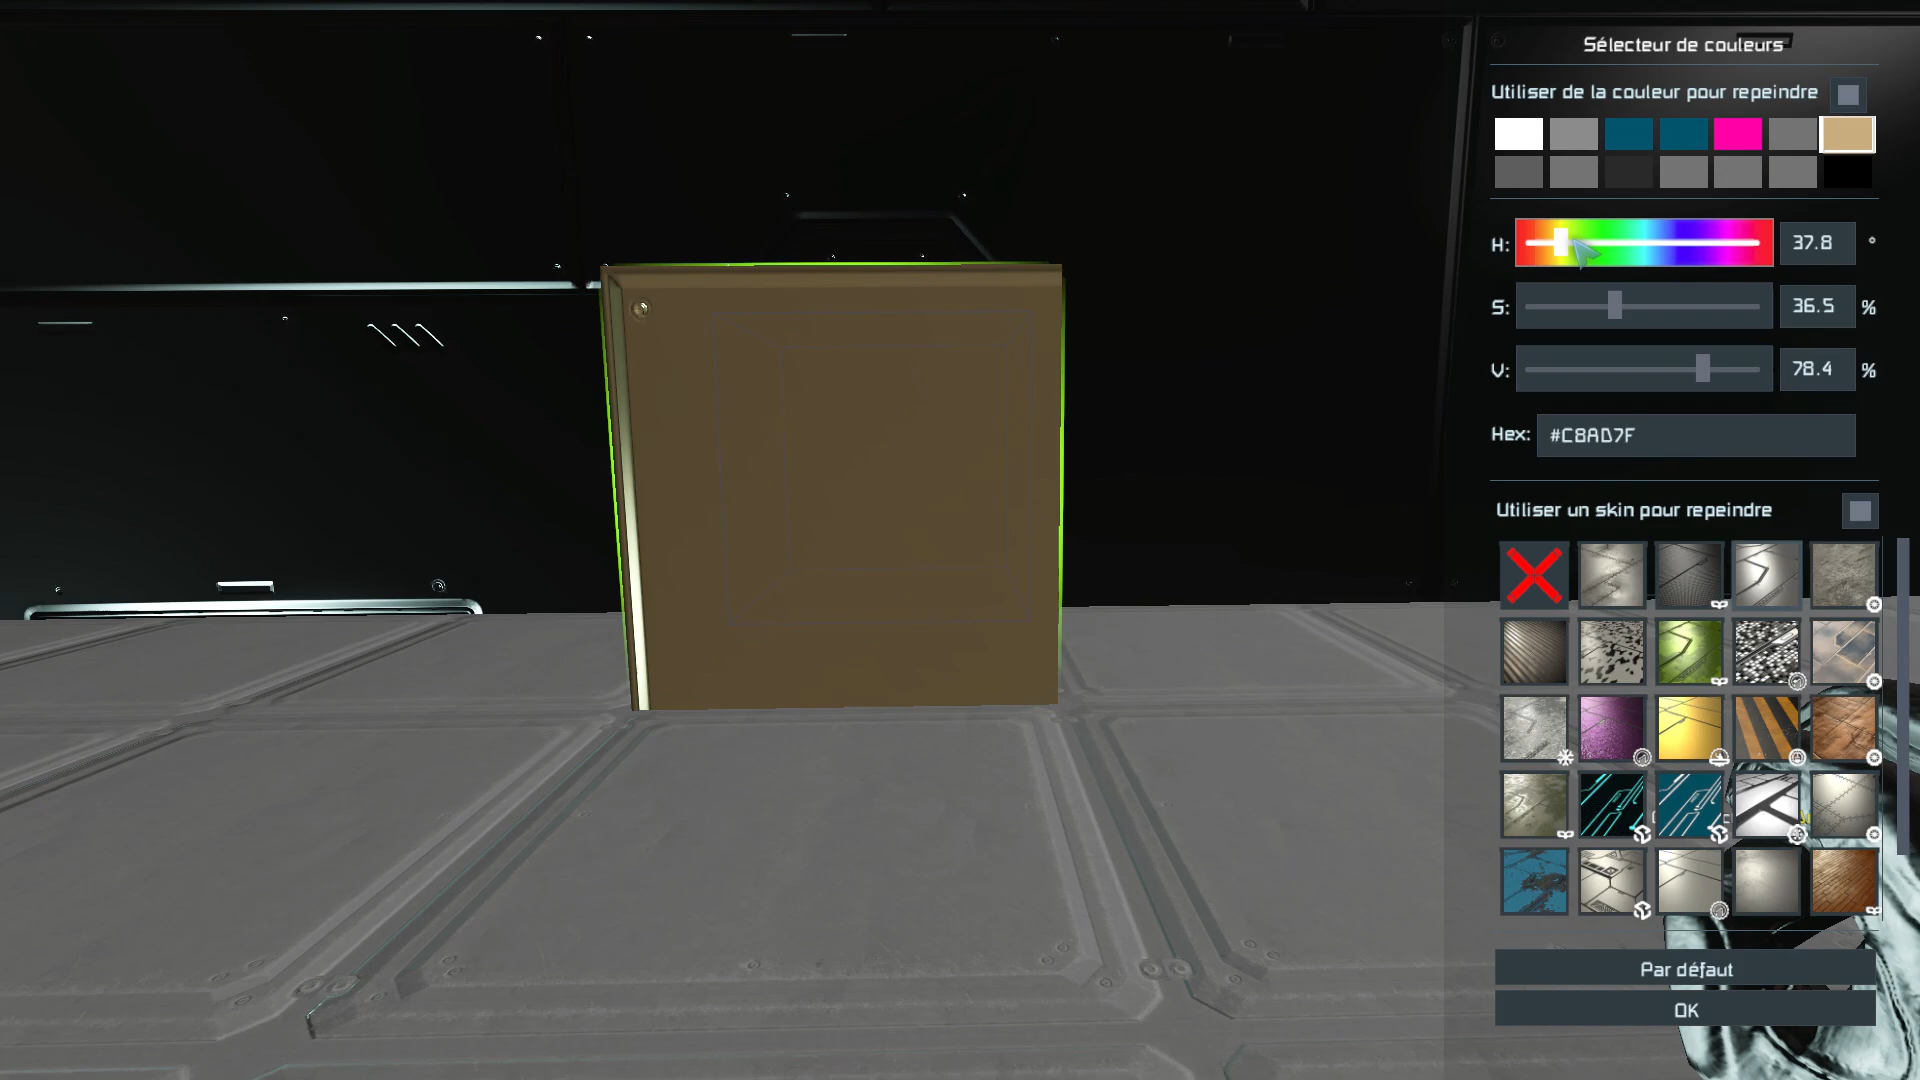 Sélecteur de couleurs
Utiliser de la couleur pour repeindre
H: 37.8 °
S: 36.5 %
V: 78.4 %
Hex: #C8AD7F
Utiliser un skin pour repeindre
Par défaut
OK